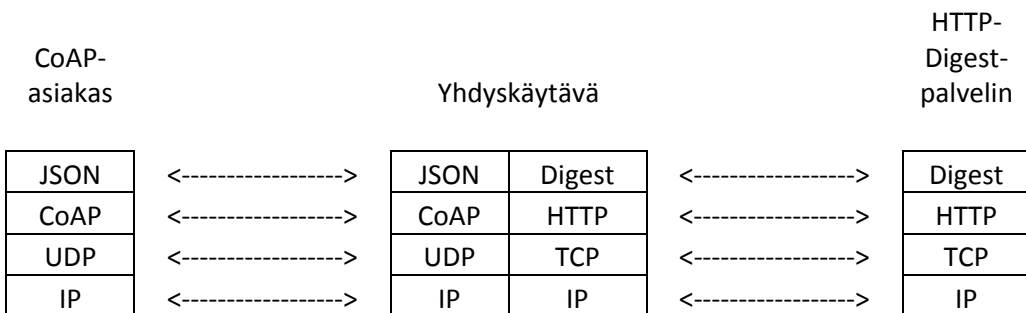 CoAP-
asiakas
Yhdyskäytävä
HTTP-
Digest-
palvelin
JSON <-----------------> JSON Digest <-----------------> Digest
CoAP <-----------------> CoAP HTTP <-----------------> HTTP
UDP <-----------------> UDP TCP <-----------------> TCP
IP <-----------------> IP IP <-----------------> IP